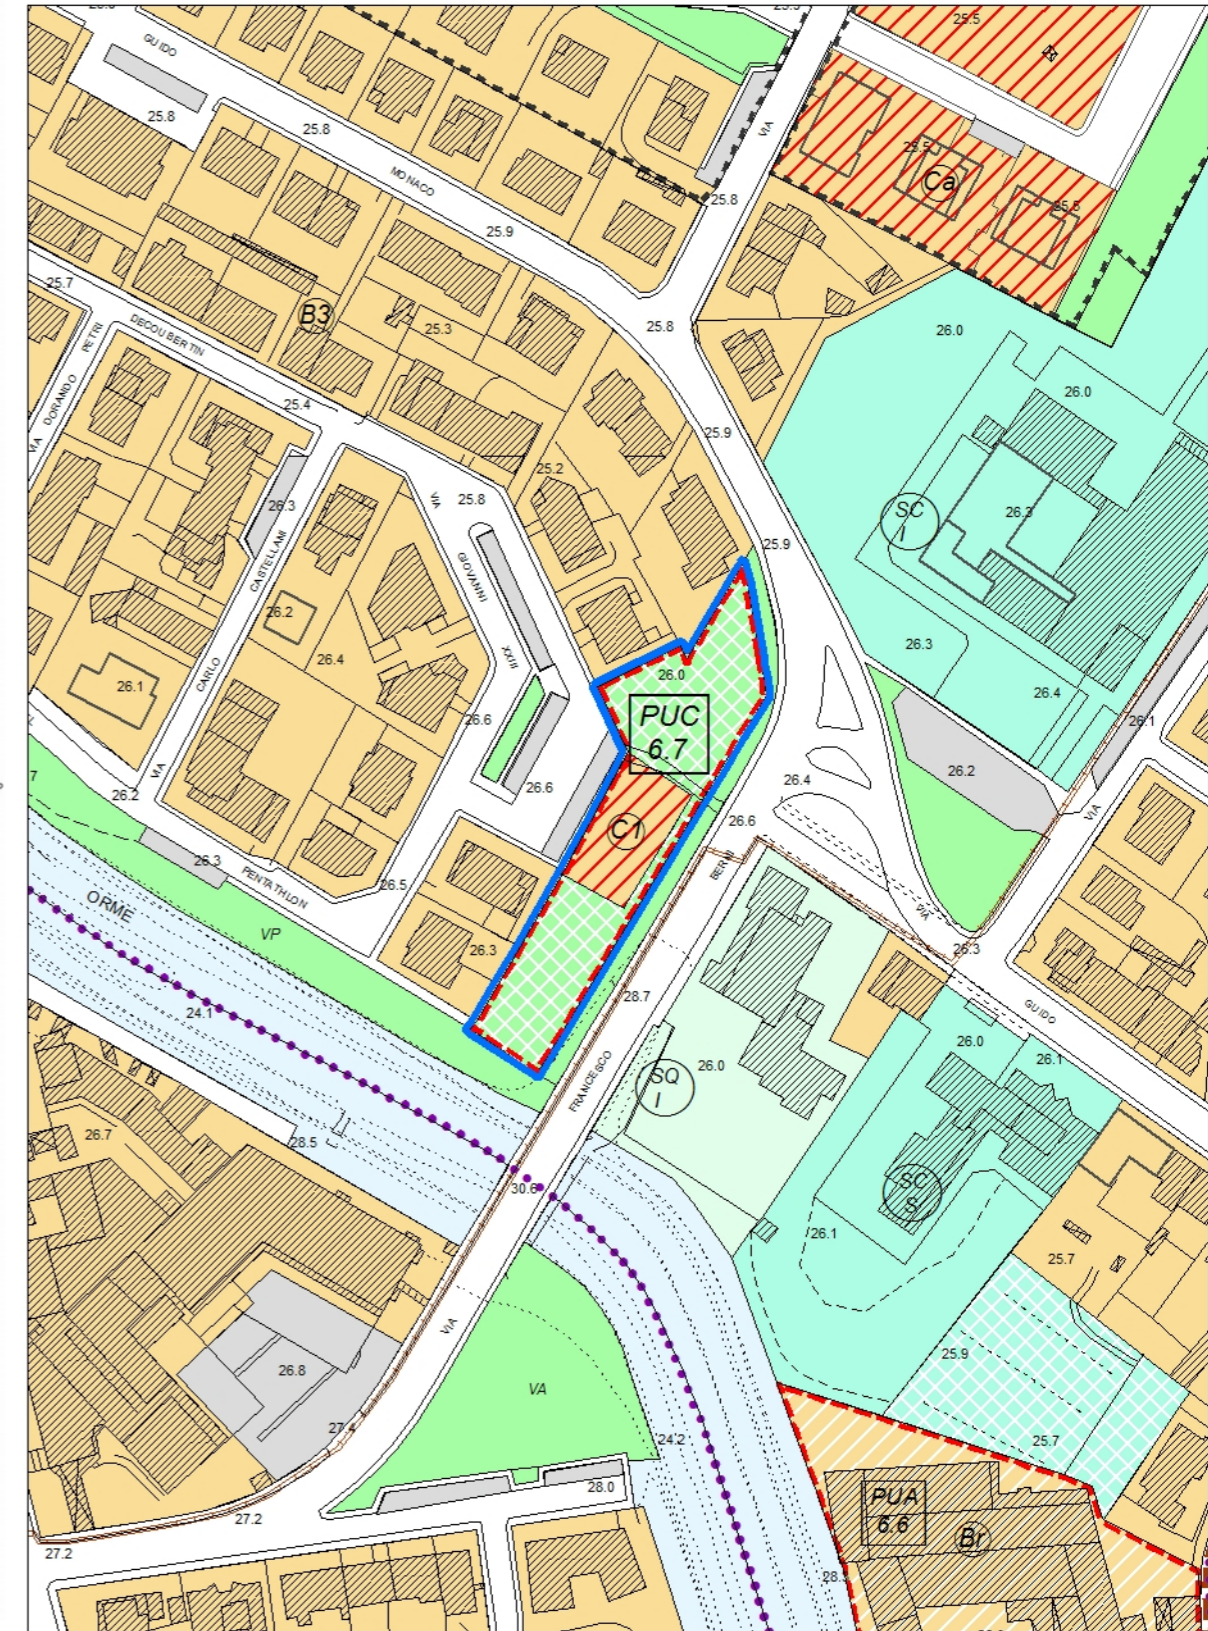 25.5
GUIDO
25.8
25.8
VIA
25.5
Ca
25.5
MONACO
25.8
25.9
25.7
B3
25.3
25.8
26.0
PETRI
DECOUBERTIN
DORANDO
VIA
25.4
26.0
25.9
25.2
25.8
VIA
26.3
SC
I
26.3
CASTELLANI
25.9
GIOVANNI
26.2
XXIII
26.4
26.3
26.1
CARLO
26.0
26.4
PUC
6.7
26.6
26.1
VIA
26.2
26.6
26.4
26.2
VIA
26.6
C1
26.3
PENTATHLON
26.5
BERNI
ORME
VP
26.3
VIA
26.3
24.1
28.7
GUIDO
FRANCESCO
26.0
26.0
26.1
SQ
I
26.7
28.5
30.6
SC
S
26.1
25.7
VIA
26.8
VA
25.9
27.4
24.2
25.7
28.0
PUA
6.6
Br
27.2
27.2